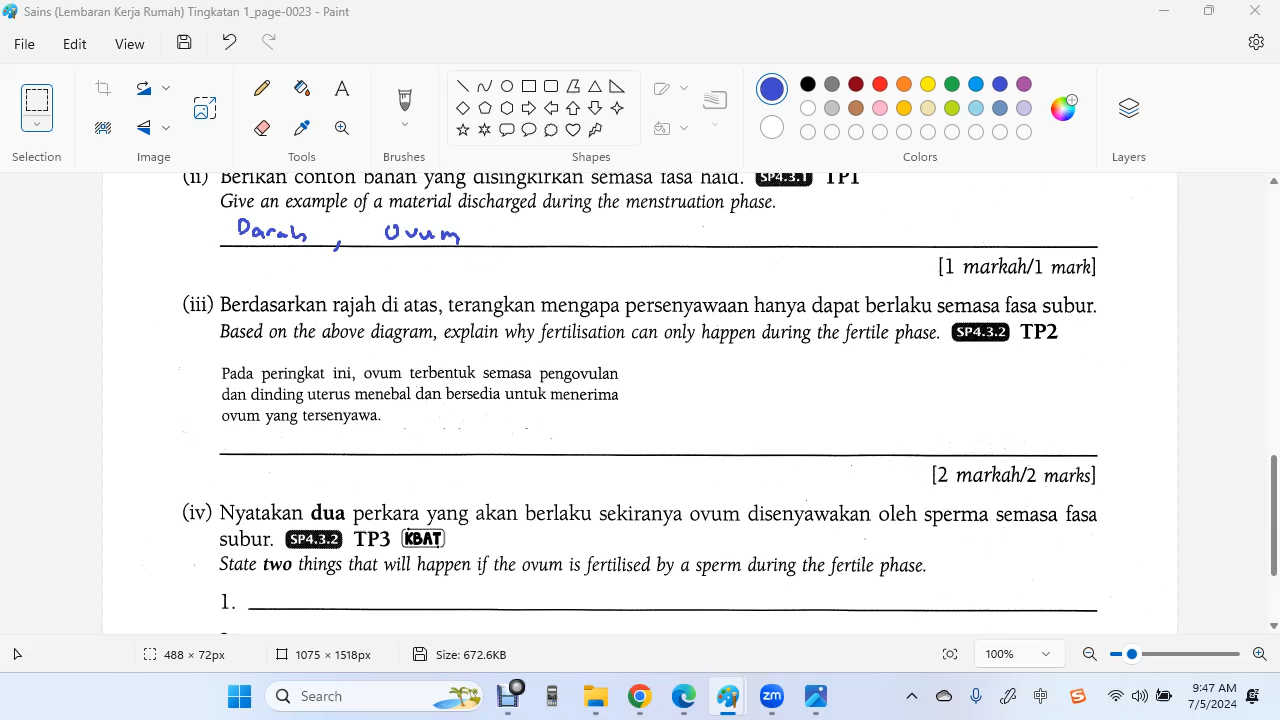 Sains (Lembaran Kerja Rumah) Tingkatan 1_page-0023 - Paint
File Edit View
Selection Image Tools Brushes Shapes Colors Layers
(ii) Berikan contoh bahan yang disingkirkan semasa fasa haid. SP4.3.1 TP1
Give an example of a material discharged during the menstruation phase.
Darah , Ovum
[1 markah/1 mark]
(iii) Berdasarkan rajah di atas, terangkan mengapa persenyawaan hanya dapat berlaku semasa fasa subur.
Based on the above diagram, explain why fertilisation can only happen during the fertile phase. SP4.3.2 TP2
Pada peringkat ini, ovum terbentuk semasa pengovulan
dan dinding uterus menebal dan bersedia untuk menerima
ovum yang tersenyawa.
[2 markah/2 marks]
(iv) Nyatakan dua perkara yang akan berlaku sekiranya ovum disenyawakan oleh sperma semasa fasa
subur. SP4.3.2 TP3 KBAT
State two things that will happen if the ovum is fertilised by a sperm during the fertile phase.
1.
488 × 72px 1075 × 1518px Size: 672.6KB 100%
Search zm 中 9:47 AM
7/5/2024